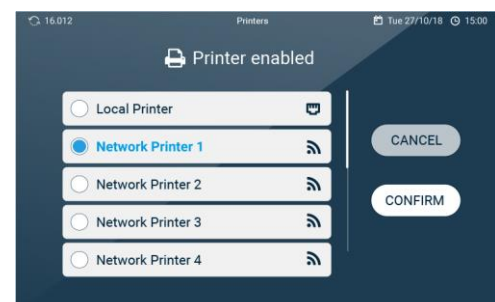 16.012 Printers Tue 27/10/18 15:00
Printer enabled
Local Printer
Network Printer 1
Network Printer 2
Network Printer 3
Network Printer 4
CANCEL
CONFIRM